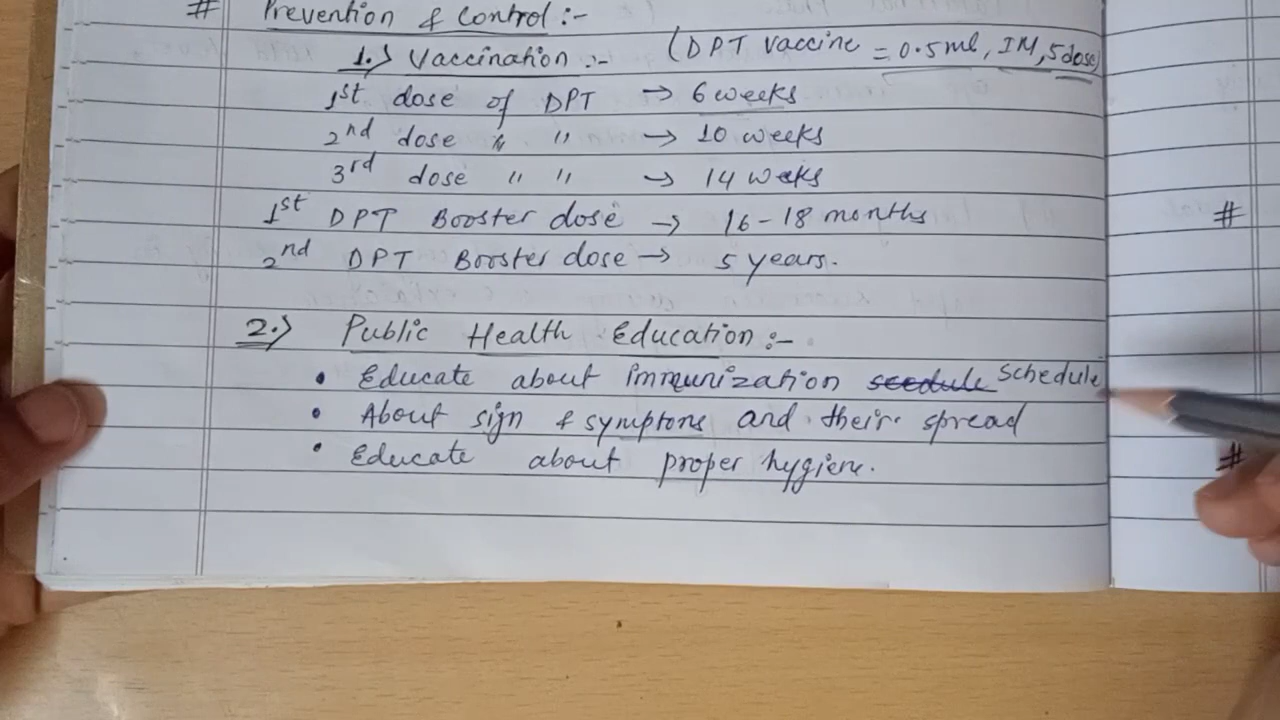 # Prevention & Control :-
1.) Vaccination :- (DPT vaccine = 0.5ml, IM, 5 dose)
1st dose of DPT → 6 weeks
2nd dose " " → 10 weeks
3rd dose " " → 14 weeks
1st DPT Booster dose → 16-18 months
2nd DPT Booster dose → 5 years.
#
2.) Public Health Education :-
• Educate about immunization seedule Schedule
• About sign & symptons and their spread
• Educate about proper hygiene.
#